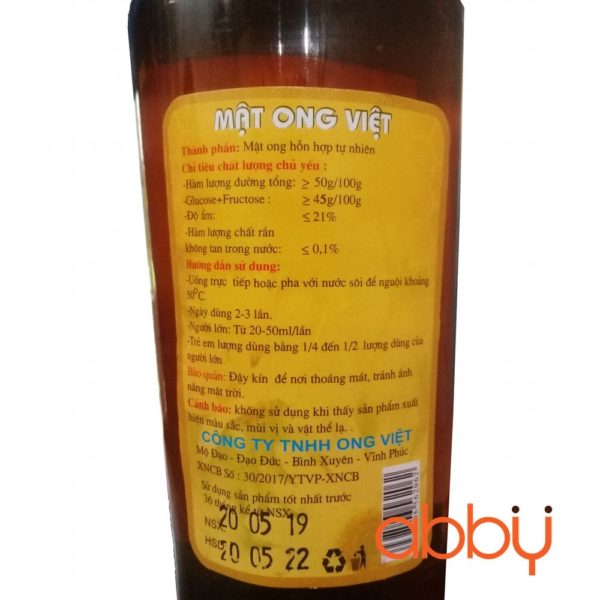 MẬT ONG VIỆT
Thành phần: Mật ong hỗn hợp tự nhiên
Chỉ tiêu chất lượng chủ yếu :
-Hàm lượng đường tổng: ≥ 50g/100g
-Glucose+Fructose : ≥ 45g/100g
-Độ ẩm: ≤ 21%
-Hàm lượng chất rắn
không tan trong nước: ≤ 0,1%
Hướng dẫn sử dụng:
-Uống trực tiếp hoặc pha với nước sôi để nguội khoảng
50⁰C.
-Ngày dùng 2-3 lần.
-Người lớn: Từ 20-50ml/lần
-Trẻ em lượng dùng bằng 1/4 đến 1/2 lượng dùng của
người lớn
Bảo quản: Đậy kín để nơi thoáng mát, tránh ánh
nắng mặt trời.
Cảnh báo: không sử dụng khi thấy sản phẩm xuất
hiện màu sắc, mùi vị và vật thể lạ. .
CÔNG TY TNHH ONG VIỆT
Mộ Đạo - Đạo Đức - Bình Xuyên - Vĩnh Phúc
XNCB Số : 30/2017/YTVP-XNCB
Sử dụng sản phẩm tốt nhất trước
36 tháng kể từ NSX
NSX 20 05 19
HSD 20 05 22
abby